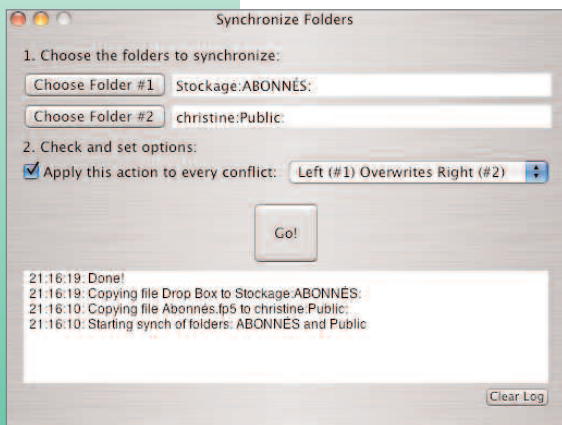 Synchronize Folders
1. Choose the folders to synchronize:
Choose Folder #1 Stockage:ABONNÉS:
Choose Folder #2 christine:Public:
2. Check and set options:
Apply this action to every conflict: Left (#1) Overwrites Right (#2)
Go!
21:16:19: Done!
21:16:19: Copying file Drop Box to Stockage:ABONNÉS:
21:16:10: Copying file Abonnés.fp5 to christine:Public:
21:16:10: Starting synch of folders: ABONNÉS and Public
Clear Log